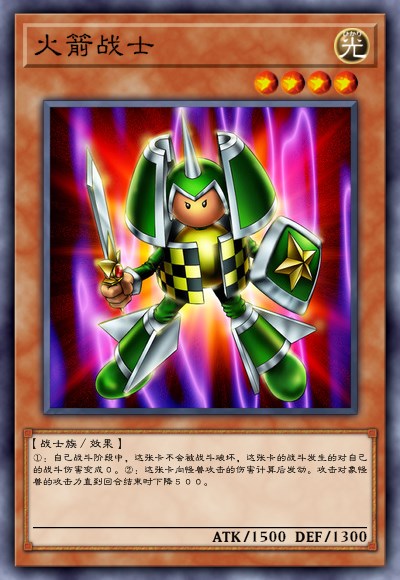 火箭战士
ひかり
光
【战士族／效果】
①：自己战斗阶段中，这张卡不会被战斗破坏，这张卡的战斗发生的对自己
的战斗伤害变成０。②：这张卡向怪兽攻击的伤害计算后发动。攻击对象怪
兽的攻击力直到回合结束时下降５００。
ATK/1500 DEF/1300